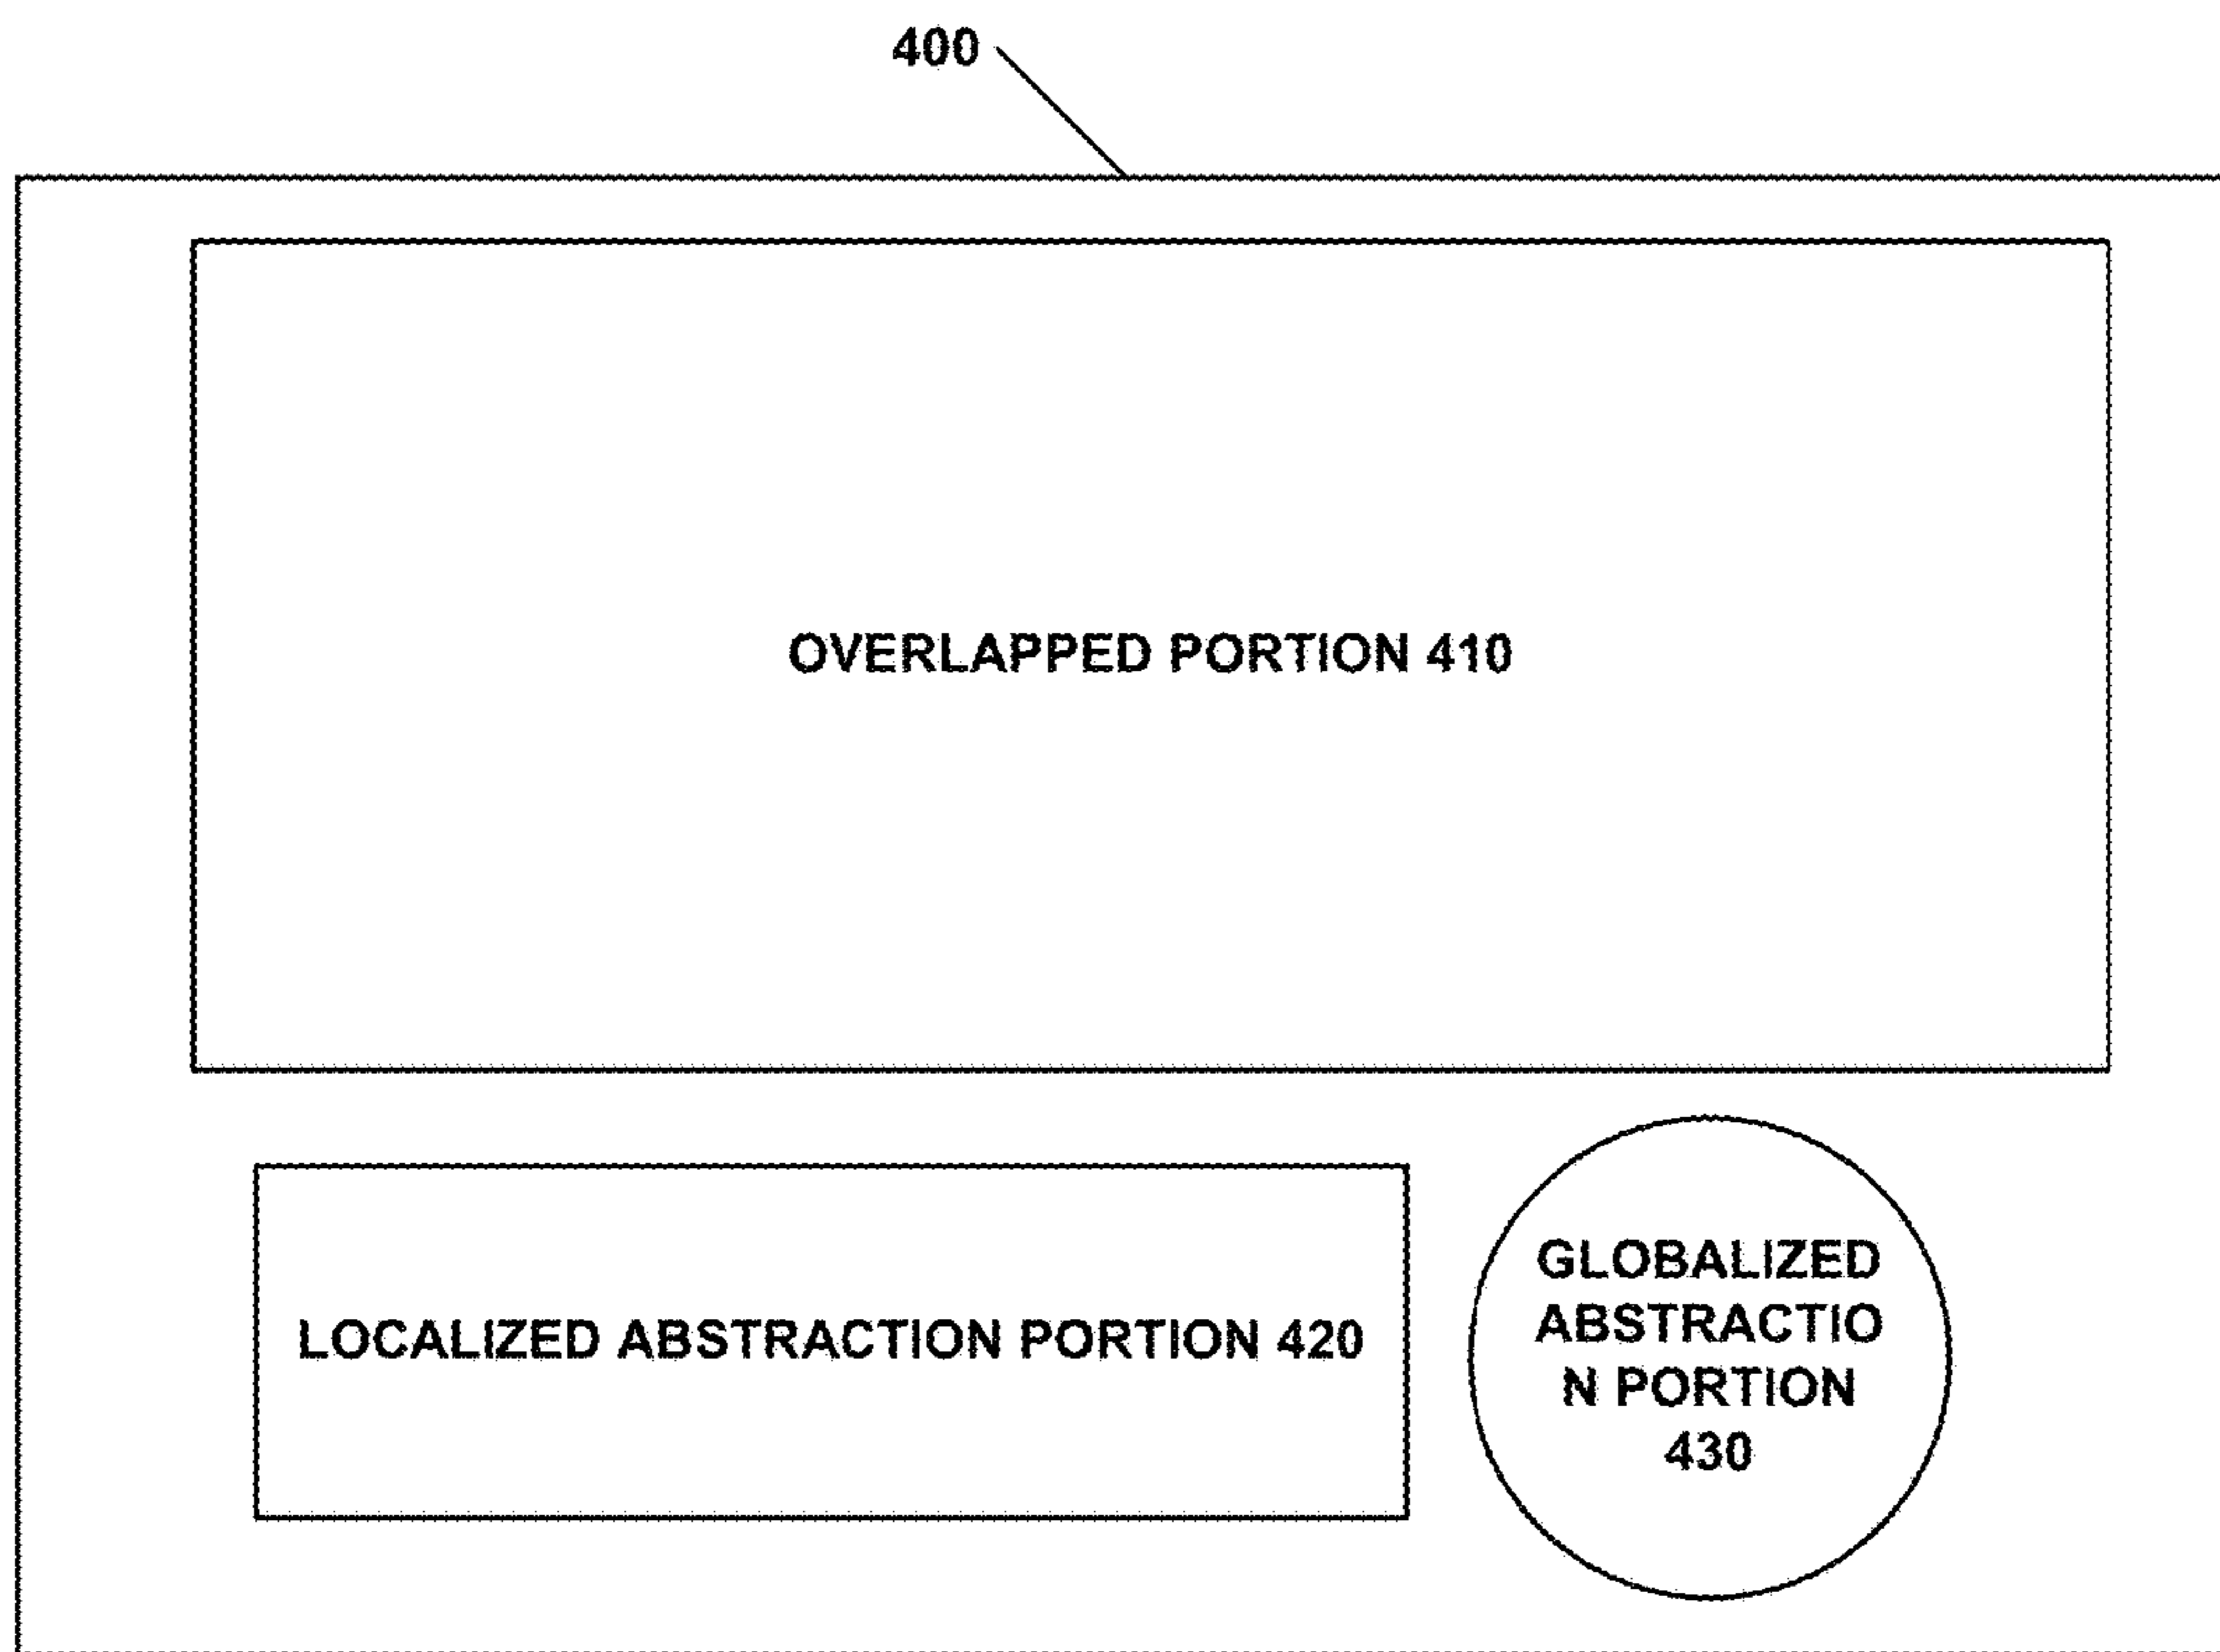 400
OVERLAPPED PORTION 410
LOCALIZED ABSTRACTION PORTION 420
GLOBALIZED
ABSTRACTIO
N PORTION
430